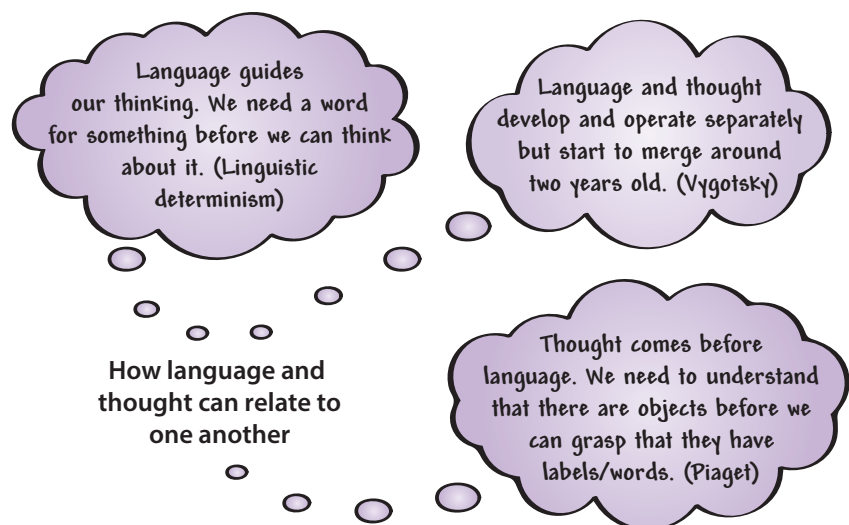 Language guides
our thinking. We need a word
for something before we can think
about it. (Linguistic
determinism)
Language and thought
develop and operate separately
but start to merge around
two years old. (Vygotsky)
How language and
thought can relate to
one another
Thought comes before
language. We need to understand
that there are objects before we
can grasp that they have
labels/words. (Piaget)